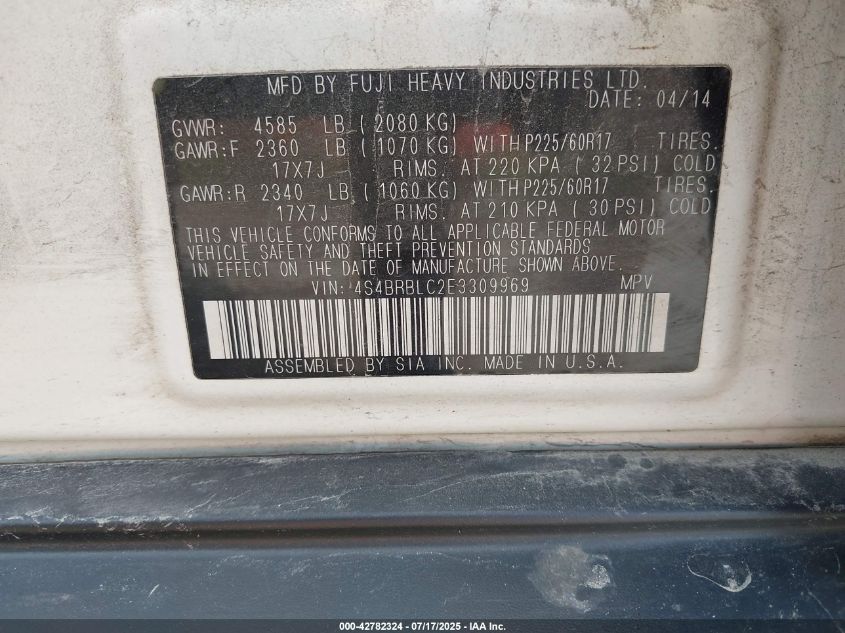 MFD BY FUJI HEAVY INDUSTRIES LTD.
DATE: 04/14
GVWR: 4585 LB ( 2080 KG)
GAWR:F 2360 LB ( 1070 KG) WITH P225/60R17 TIRES.
17X7J RIMS. AT 220 KPA ( 32 PSI) COLD
GAWR:R 2340 LB ( 1060 KG) WITH P225/60R17 TIRES.
17X7J RIMS. AT 210 KPA ( 30 PSI) COLD
THIS VEHICLE CONFORMS TO ALL APPLICABLE FEDERAL MOTOR
VEHICLE SAFETY AND THEFT PREVENTION STANDARDS
IN EFFECT ON THE DATE OF MANUFACTURE SHOWN ABOVE.
VIN: 4S4BRBLC2E3309969 MPV
ASSEMBLED BY SIA INC. MADE IN U.S.A.
000-42782324 / 07/17/2025 - IAA Inc.